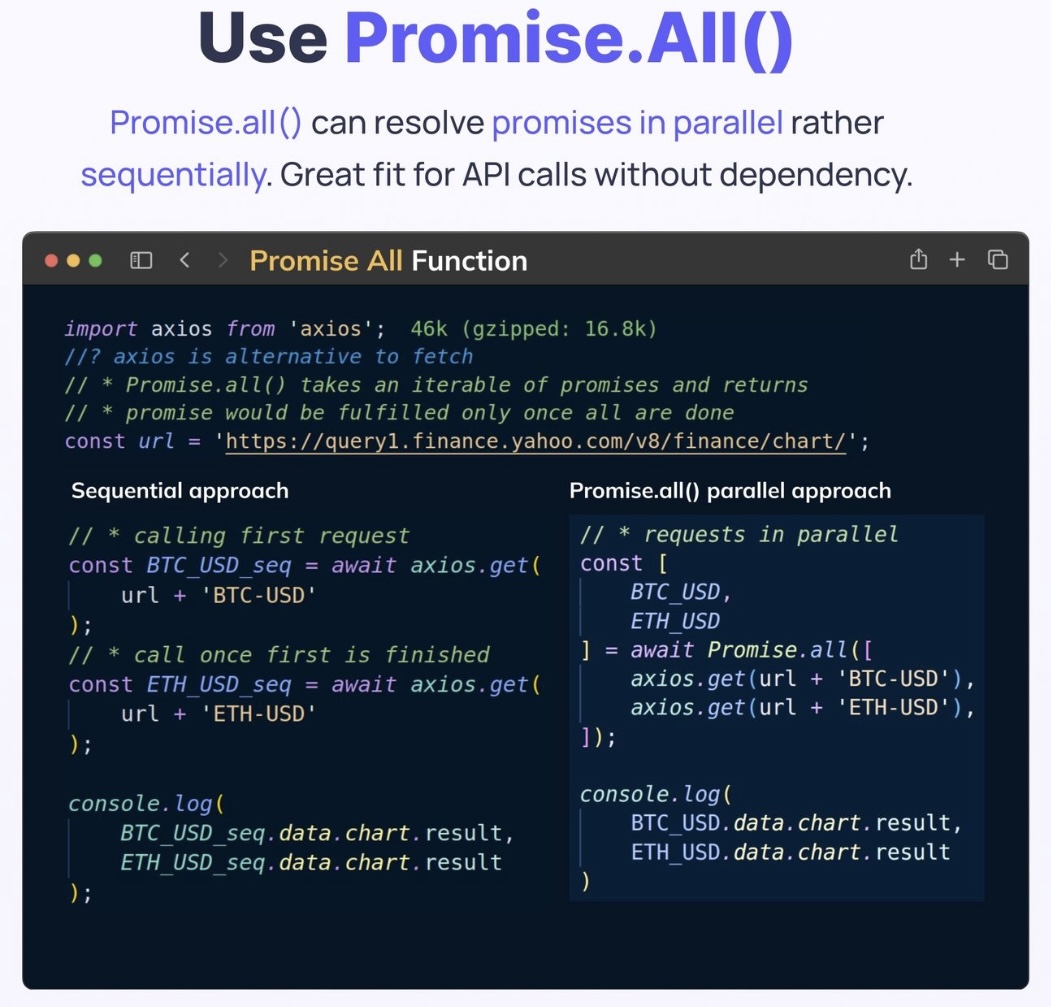 Use Promise.All()
Promise.all() can resolve promises in parallel rather
sequentially. Great fit for API calls without dependency.
Promise All Function
import axios from 'axios';  46k (gzipped: 16.8k)
//? axios is alternative to fetch
// * Promise.all() takes an iterable of promises and returns
// * promise would be fulfilled only once all are done
const url = 'https://query1.finance.yahoo.com/v8/finance/chart/';
Sequential approach
// * calling first request
const BTC_USD_seq = await axios.get(
    url + 'BTC-USD'
);
// * call once first is finished
const ETH_USD_seq = await axios.get(
    url + 'ETH-USD'
);
console.log(
    BTC_USD_seq.data.chart.result,
    ETH_USD_seq.data.chart.result
);
Promise.all() parallel approach
// * requests in parallel
const [
    BTC_USD,
    ETH_USD
] = await Promise.all([
    axios.get(url + 'BTC-USD'),
    axios.get(url + 'ETH-USD'),
]);
console.log(
    BTC_USD.data.chart.result,
    ETH_USD.data.chart.result
)